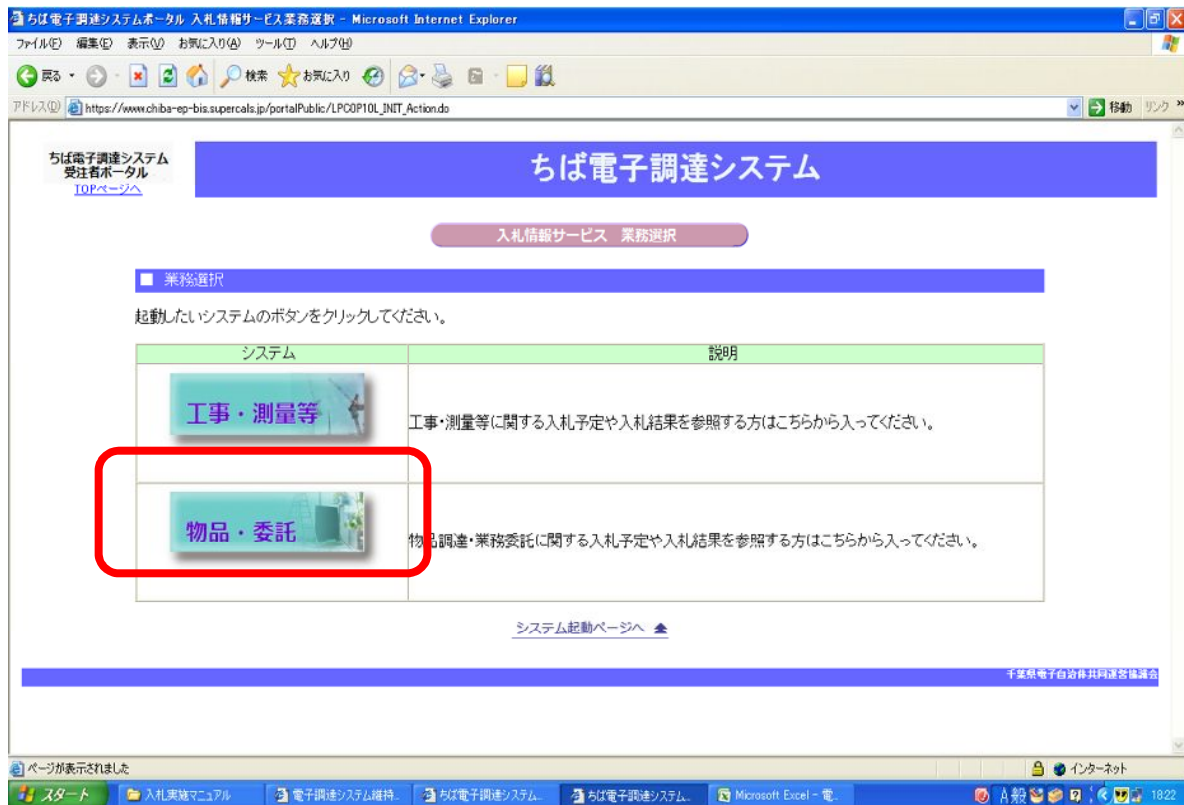 ちば電子調達システムポータル 入札情報サービス業務選択 - Microsoft Internet Explorer
ファイル(F) 編集(E) 表示(V) お気に入り(A) ツール(T) ヘルプ(H)
戻る 検索 お気に入り
アドレス(D) https://www.chiba-ep-bis.supercals.jp/portalPublic/LPCOP10L_INIT_Action.do 移動 リンク »
ちば電子調達システム
受注者ポータル
TOPページへ
ちば電子調達システム
入札情報サービス 業務選択
■ 業務選択
起動したいシステムのボタンをクリックしてください。
システム 説明
工事・測量等
工事・測量等に関する入札予定や入札結果を参照する方はこちらから入ってください。
物品・委託
物品調達・業務委託に関する入札予定や入札結果を参照する方はこちらから入ってください。
システム起動ページへ
千葉県電子自治体共同運営協議会
ページが表示されました インターネット
スタート 入札実施マニュアル 電子調達システム維持... ちば電子調達システム... ちば電子調達システム... Microsoft Excel - 電... A 般 18:22